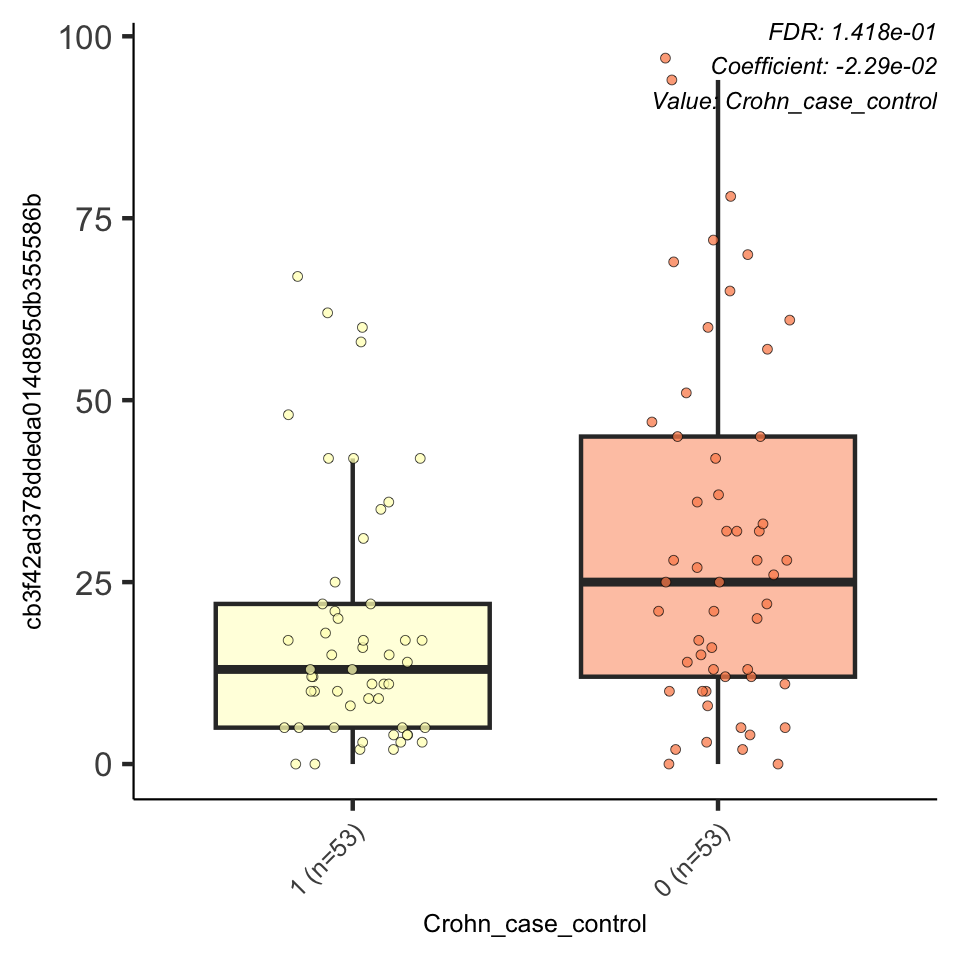 FDR: 1.418e-01
Coefficient: -2.29e-02
Value: Crohn_case_control
100
75
50
25
0
cb3f42ad378ddeda014d895db355586b
1 (n=53)
0 (n=53)
Crohn_case_control